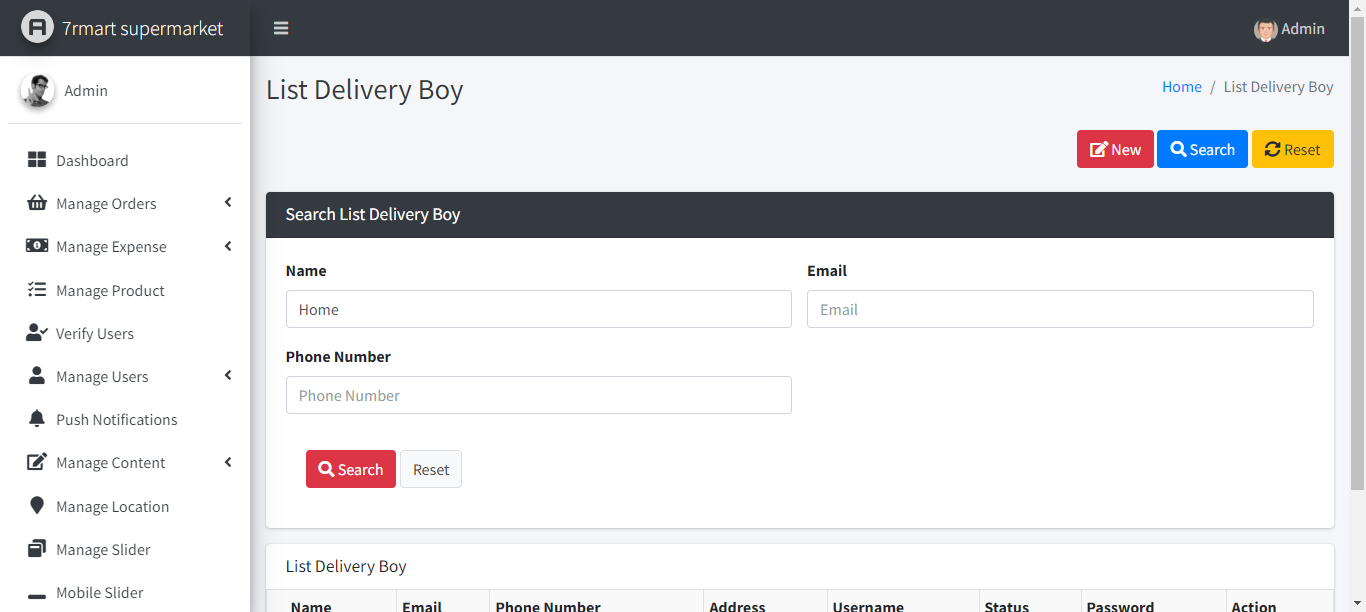 7rmart supermarket
Admin
Admin
Dashboard
Manage Orders
Manage Expense
Manage Product
Verify Users
Manage Users
Push Notifications
Manage Content
Manage Location
Manage Slider
Mobile Slider
List Delivery Boy
Home / List Delivery Boy
New Search Reset
Search List Delivery Boy
Name Email
Home Email
Phone Number
Phone Number
Search Reset
List Delivery Boy
Name Email Phone Number Address Username Status Password Action